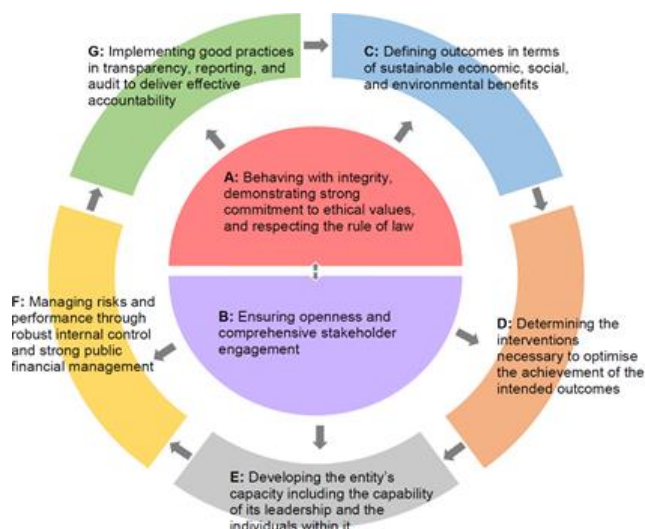 G: Implementing good practices
in transparency, reporting, and
audit to deliver effective
accountability
C: Defining outcomes in terms
of sustainable economic, social,
and environmental benefits
A: Behaving with integrity,
demonstrating strong
commitment to ethical values,
and respecting the rule of law
B: Ensuring openness and
comprehensive stakeholder
engagement
F: Managing risks and
performance through
robust internal control
and strong public
financial management
D: Determining the
interventions
necessary to optimise
the achievement of the
intended outcomes
E: Developing the entity's
capacity including the capability
of its leadership and the
individuals within it